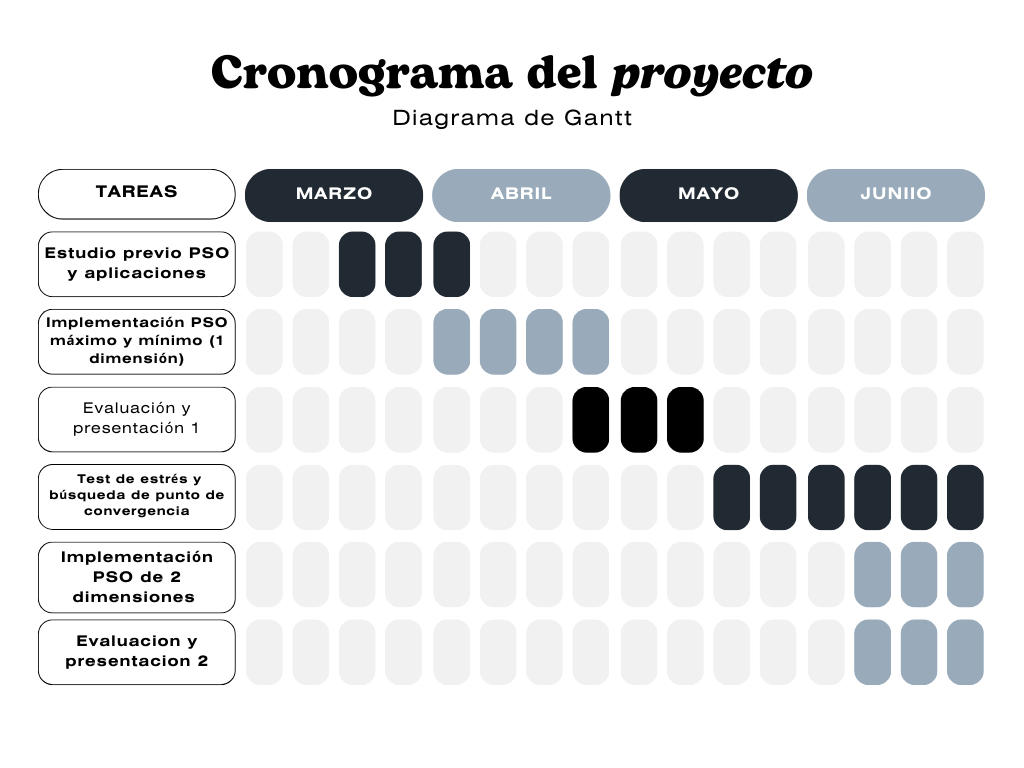 Cronograma del proyecto
Diagrama de Gantt
TAREAS
MARZO
ABRIL
MAYO
JUNIIO
Estudio previo PSO
y aplicaciones
Implementación PSO
máximo y mínimo (1
dimensión)
Evaluación y
presentación 1
Test de estrés y
búsqueda de punto de
convergencia
Implementación
PSO de 2
dimensiones
Evaluacion y
presentacion 2